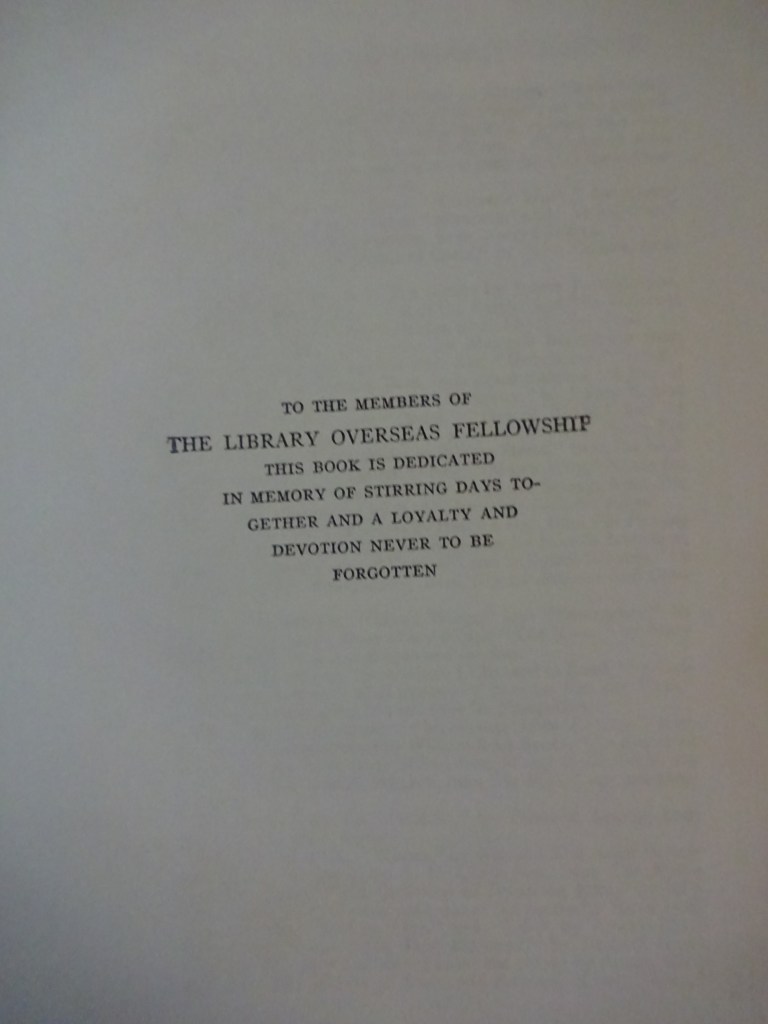 TO THE MEMBERS OF
THE LIBRARY OVERSEAS FELLOWSHIP
THIS BOOK IS DEDICATED
IN MEMORY OF STIRRING DAYS TO-
GETHER AND A LOYALTY AND
DEVOTION NEVER TO BE
FORGOTTEN